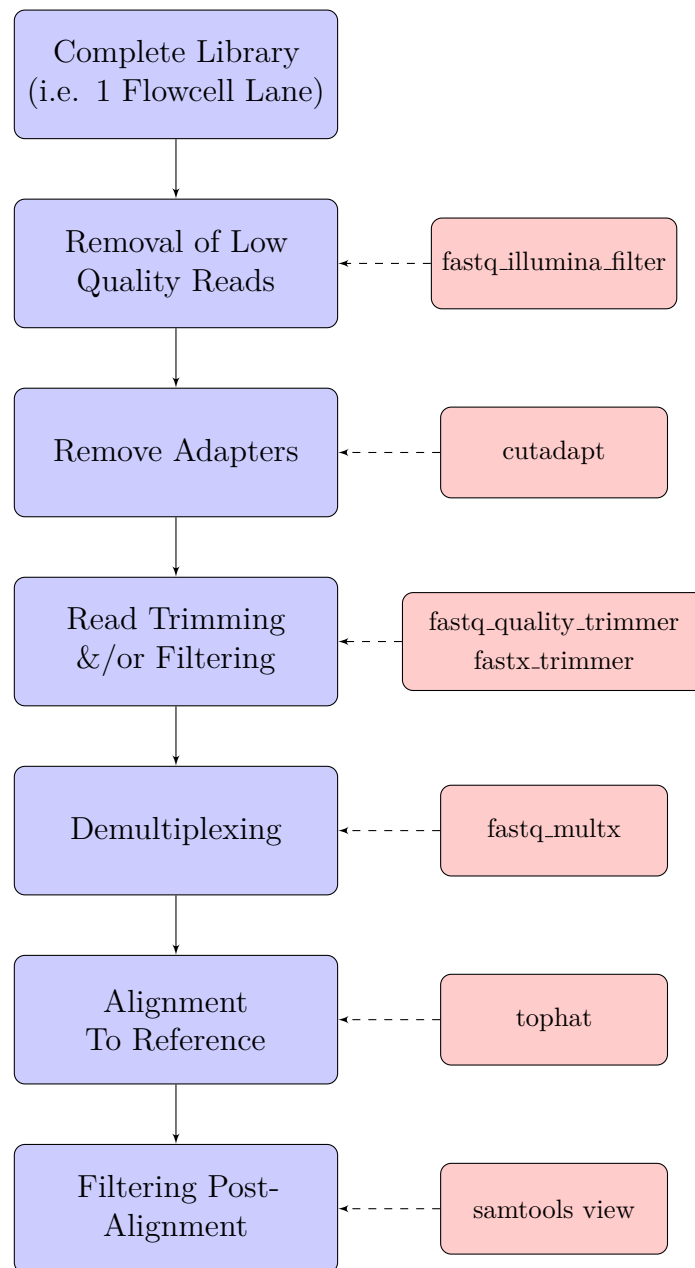 Complete Library
(i.e. 1 Flowcell Lane)
Removal of Low
Quality Reads
fastq_illumina_filter
Remove Adapters
cutadapt
Read Trimming
&/or Filtering
fastq_quality_trimmer
fastx_trimmer
Demultiplexing
fastq_multx
Alignment
To Reference
tophat
Filtering Post-
Alignment
samtools view